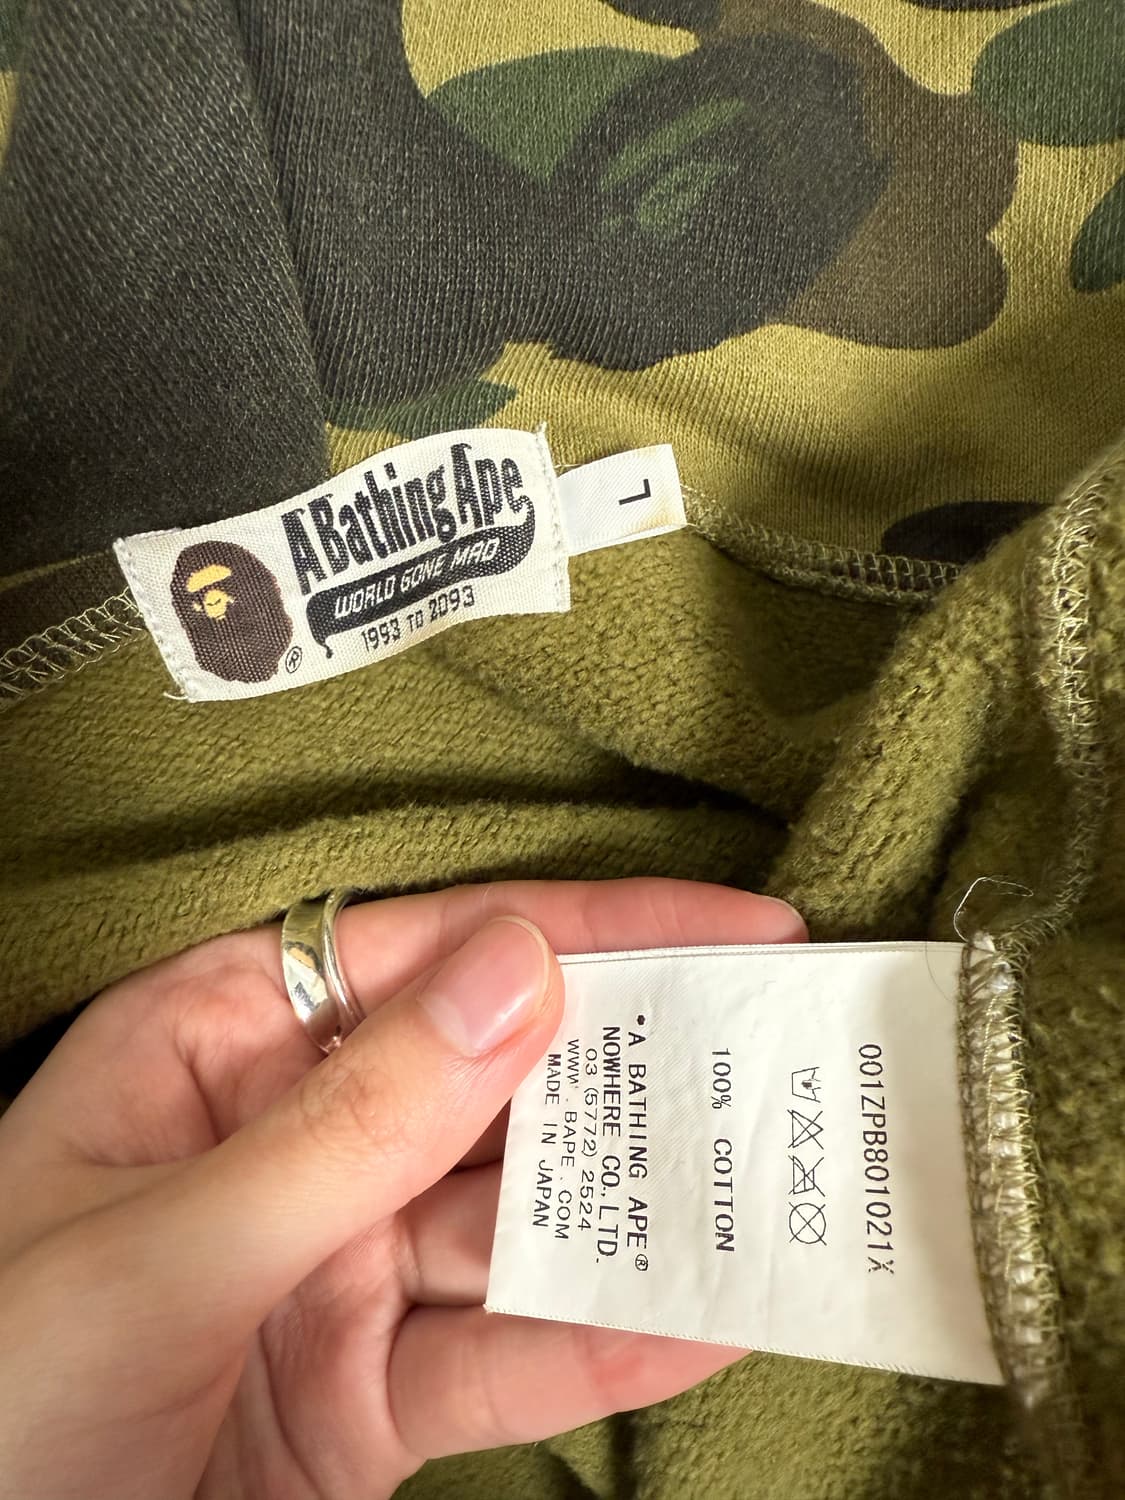 A Bathing Ape
WORLD GONE MAD
1993 TO 2093
®
L
001ZPB801021X
100% COTTON
•A BATHING APE®
NOWHERE CO., LTD.
03 (5772) 2524
WWW.BAPE.COM
MADE IN JAPAN